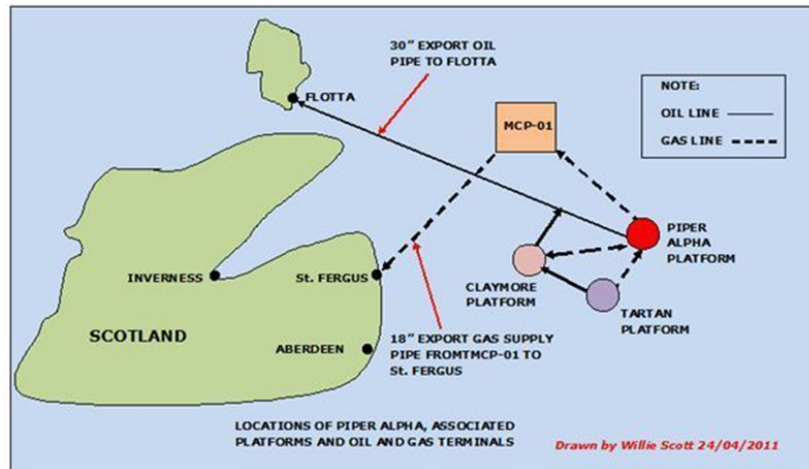 30" EXPORT OIL
PIPE TO FLOTTA
FLOTTA
MCP-01
NOTE:
OIL LINE
GAS LINE
PIPER
ALPHA
PLATFORM
CLAYMORE
PLATFORM
TARTAN
PLATFORM
INVERNESS
St. FERGUS
SCOTLAND
ABERDEEN
18" EXPORT GAS SUPPLY
PIPE FROMTMCP-01 TO
St. FERGUS
LOCATIONS OF PIPER ALPHA, ASSOCIATED
PLATFORMS AND OIL AND GAS TERMINALS
Drawn by Willie Scott 24/04/2011